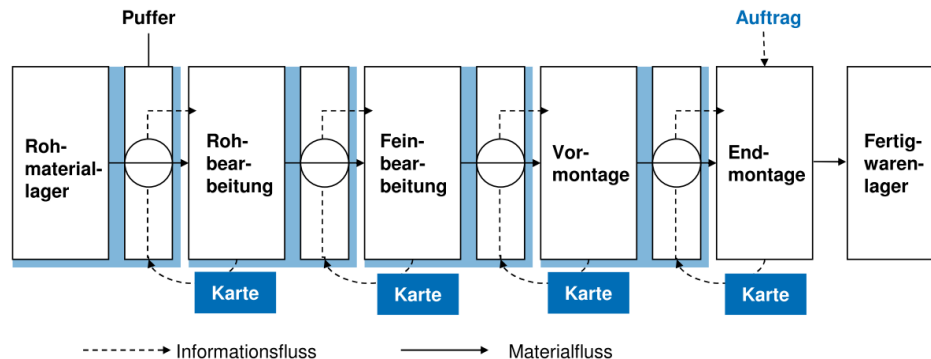 Puffer
Auftrag
Roh-
material-
lager
Roh-
bear-
beitung
Fein-
bear-
beitung
Vor-
montage
End-
montage
Fertig-
waren-
lager
Karte
Karte
Karte
Karte
Informationsfluss
Materialfluss